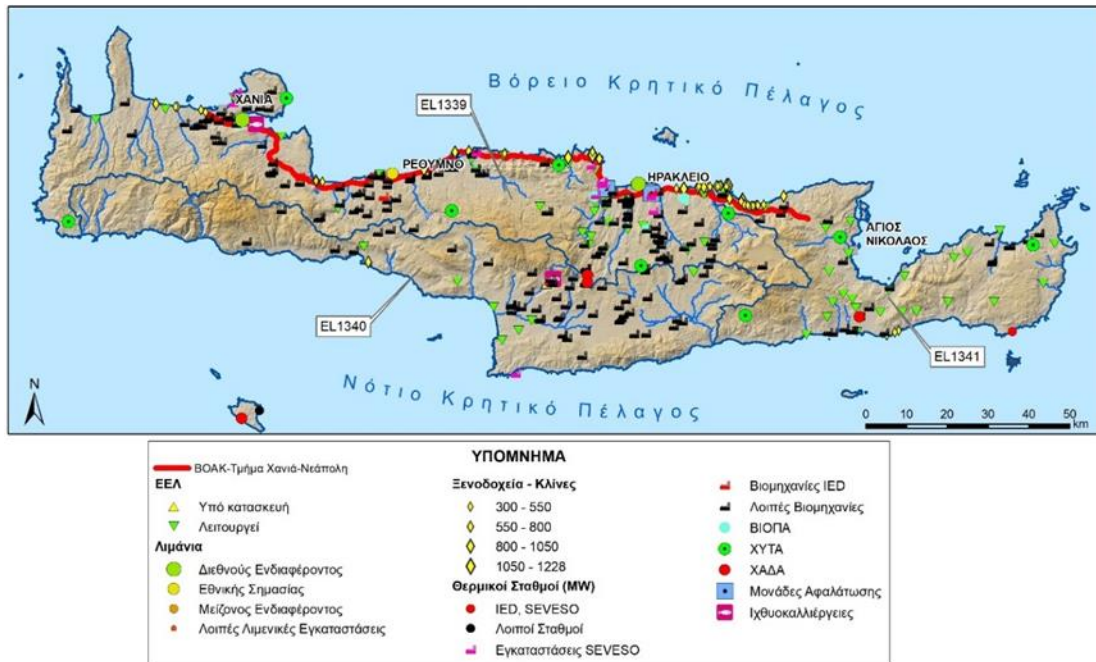 Βόρειο Κρητικό Πέλαγος
EL1339
ΧΑΝΙΑ
ΡΕΘΥΜΝΟ
ΗΡΑΚΛΕΙΟ
ΑΓΙΟΣ
ΝΙΚΟΛΑΟΣ
EL1340
EL1341
Νότιο Κρητικό Πέλαγος
N
0 10 20 30 40 50
km
ΥΠΟΜΝΗΜΑ
ΒΟΑΚ-Τμήμα Χανιά-Νεάπολη
ΕΕΛ
Υπό κατασκευή
Λειτουργεί
Λιμάνια
Διεθνούς Ενδιαφέροντος
Εθνικής Σημασίας
Μείζονος Ενδιαφέροντος
Λοιπές Λιμενικές Εγκαταστάσεις
Ξενοδοχεία - Κλίνες
300 - 550
550 - 800
800 - 1050
1050 - 1228
Θερμικοί Σταθμοί (MW)
IED, SEVESO
Λοιποί Σταθμοί
Εγκαταστάσεις SEVESO
Βιομηχανίες IED
Λοιπές Βιομηχανίες
ΒΙΟΠΑ
ΧΥΤΑ
ΧΑΔΑ
Μονάδες Αφαλάτωσης
Ιχθυοκαλλιέργειες